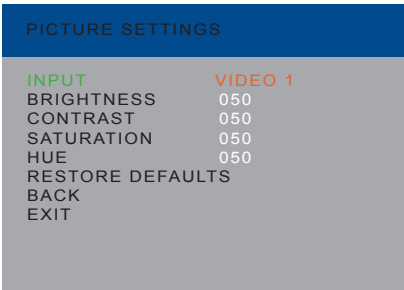 PICTURE SETTINGS
INPUT VIDEO 1
BRIGHTNESS 050
CONTRAST 050
SATURATION 050
HUE 050
RESTORE DEFAULTS
BACK
EXIT